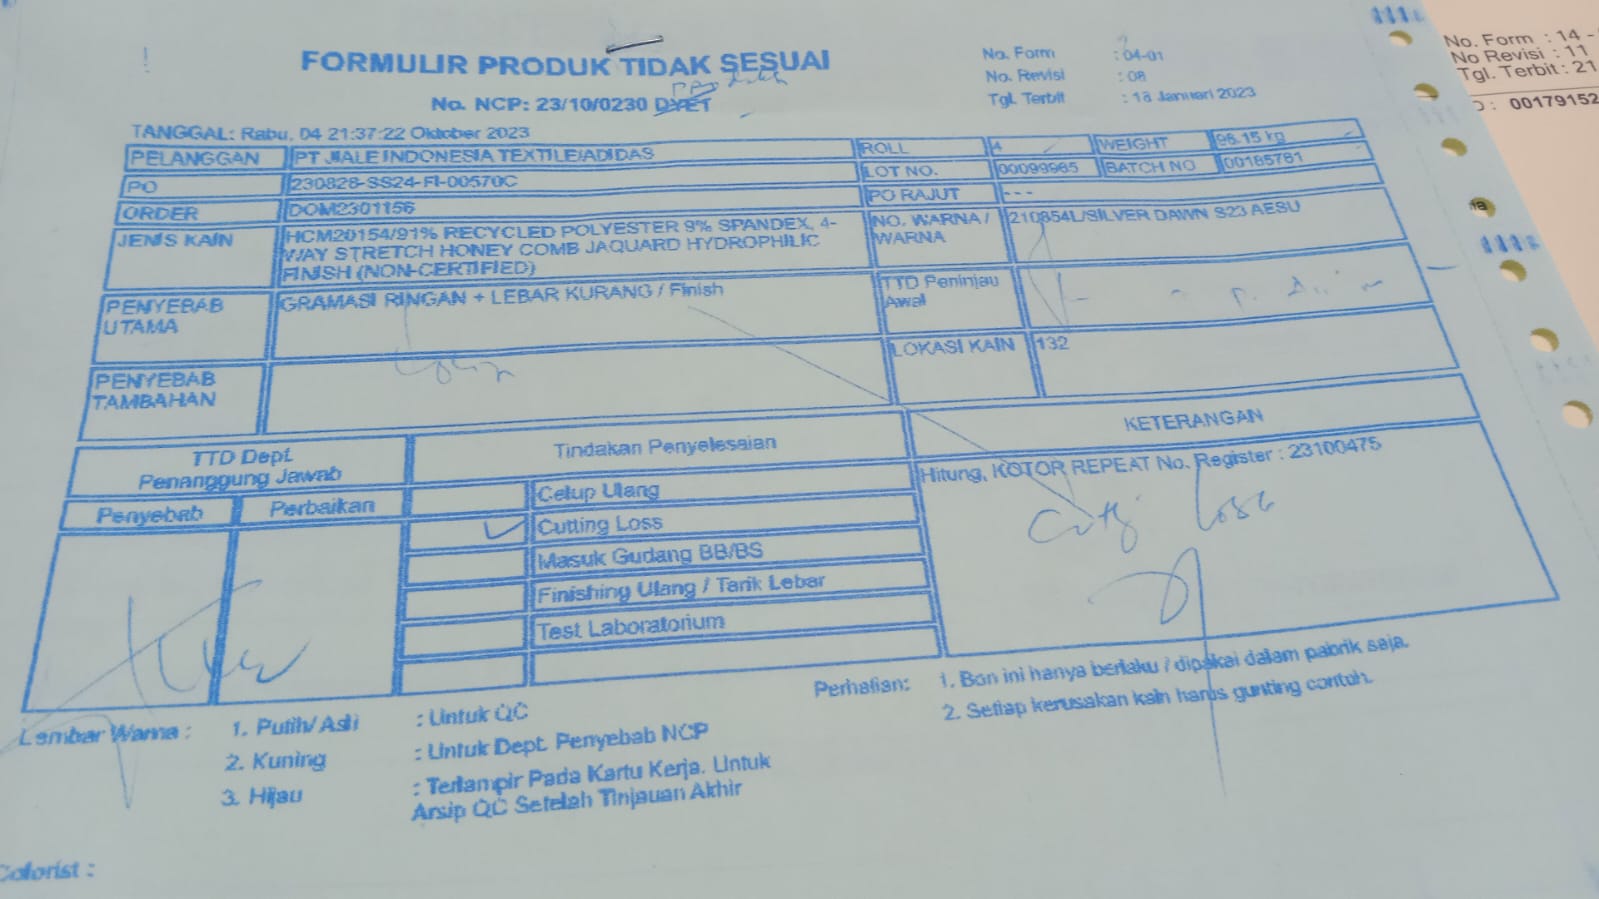 FORMULIR PRODUK TIDAK SESUAI
No. NCP: 23/10/0230 DYET
No. Form : 04-01
No. Revisi : 08
Tgl. Terbit : 18 Januari 2023
No. Form : 14 -
No Revisi : 11
Tgl. Terbit : 21
: 00179152
TANGGAL: Rabu, 04 21:37:22 Oktober 2023
PELANGGAN PT JIALE INDONESIA TEXTILE/ADIDAS ROLL 4 WEIGHT 96.15 kg
PO 230828-SS24-FI-00570C LOT NO. 00099965 BATCH NO 00185781
ORDER DOM2301156 PO RAJUT ---
JENIS KAIN HCM20154/91% RECYCLED POLYESTER 9% SPANDEX, 4-
WAY STRETCH HONEY COMB JAQUARD HYDROPHILIC
FINISH (NON-CERTIFIED)
NO. WARNA / 210854L/SILVER DAWN S23 AESU
WARNA
PENYEBAB GRAMASI RINGAN + LEBAR KURANG / Finish
UTAMA
TTD Peninjau
Awal
PENYEBAB
TAMBAHAN
LOKASI KAIN 132
TTD Dept.
Penanggung Jawab
Tindakan Penyelesaian
KETERANGAN
Penyebab Perbaikan
Celup Ulang
Cutting Loss
Masuk Gudang BB/BS
Finishing Ulang / Tarik Lebar
Test Laboratorium
Hitung, KOTOR REPEAT No. Register : 23100475
Cutting loss
Lembar Warna : 1. Putih/ Asli : Untuk QC
2. Kuning : Untuk Dept. Penyebab NCP
3. Hijau : Terlampir Pada Kartu Kerja. Untuk
Arsip QC Setelah Tinjauan Akhir
Perhatian: 1. Bon ini hanya berlaku / dipakai dalam pabrik saja.
2. Setiap kerusakan kain harus gunting contoh.
Colorist :